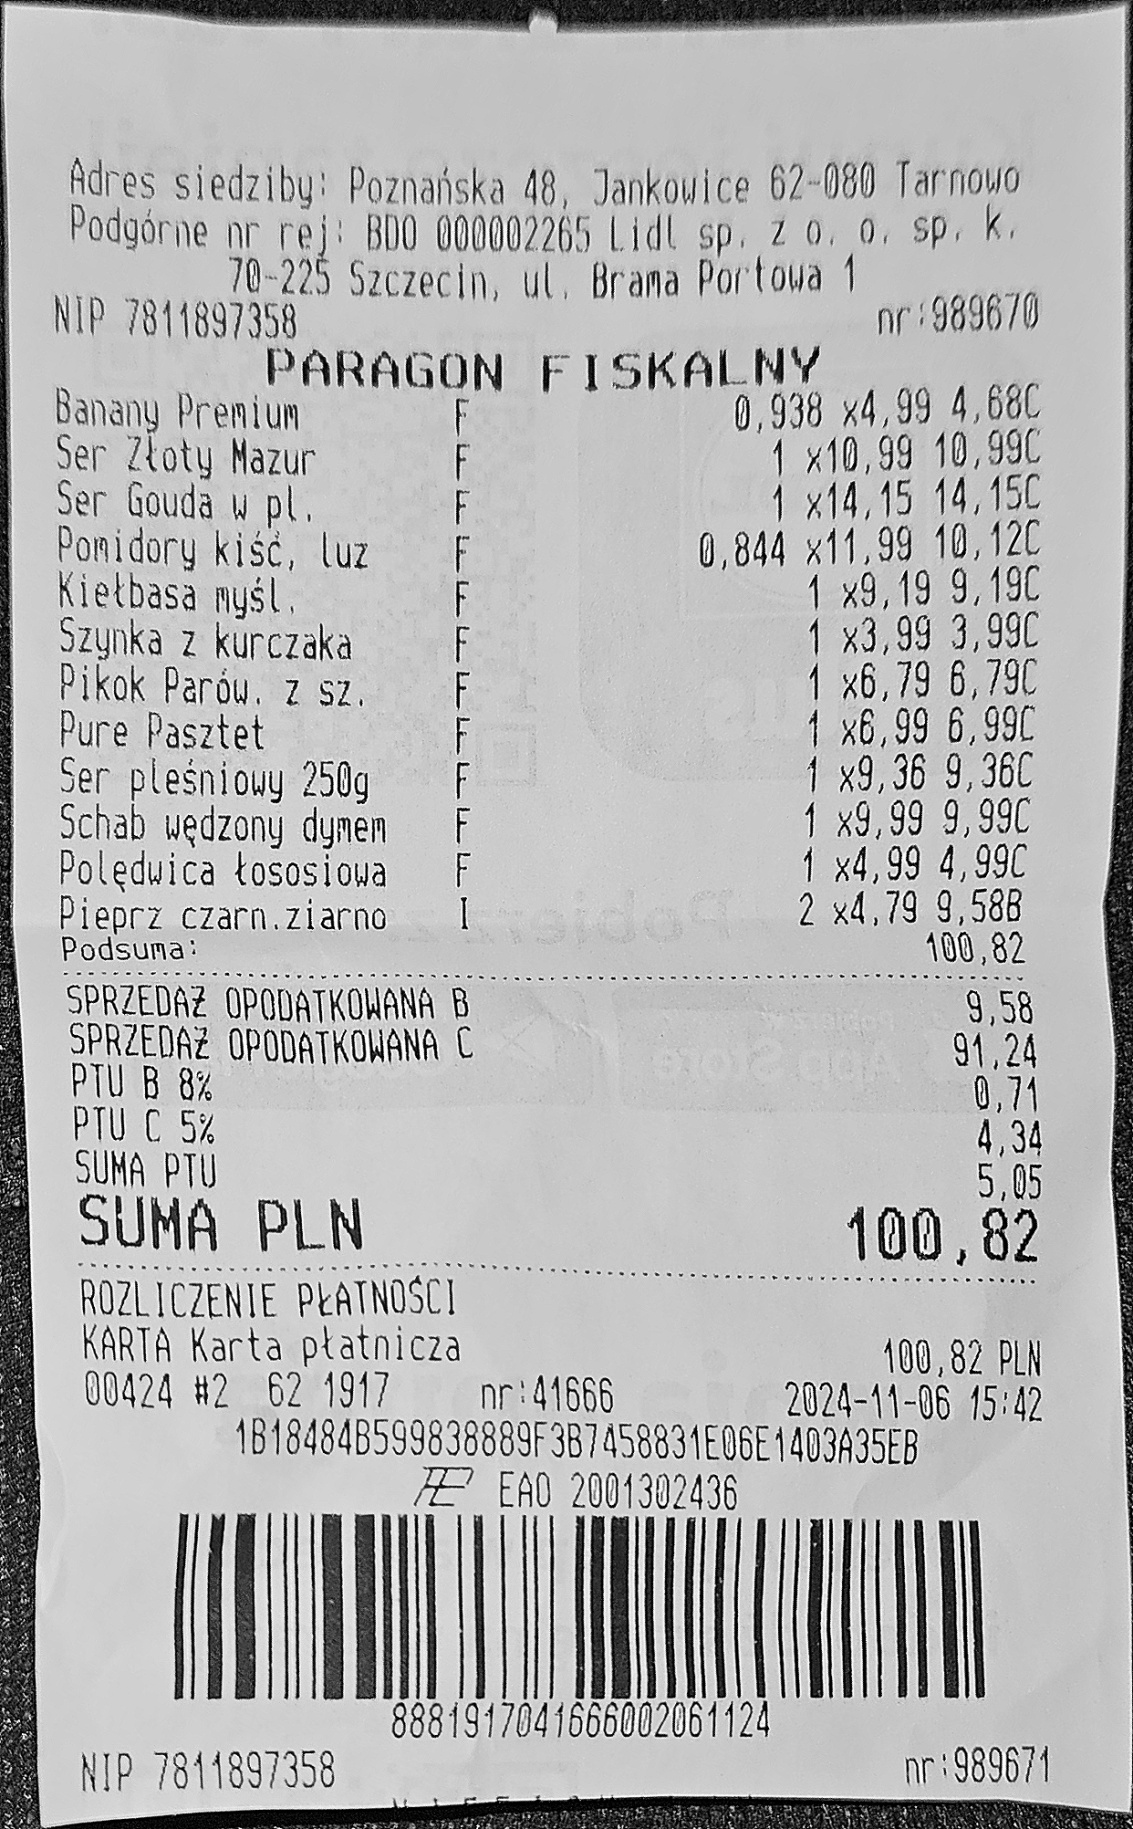 Adres siedziby: Poznańska 48, Jankowice 62-080 Tarnowo
Podgórne nr rej: BDO 000002265 Lidl sp. z o. o. sp. k.
70-225 Szczecin, ul. Brama Portowa 1
NIP 7811897358 nr:989670
PARAGON FISKALNY
Banany Premium F 0,938 x4,99 4,68C
Ser Złoty Mazur F 1 x10,99 10,99C
Ser Gouda w pl. F 1 x14,15 14,15C
Pomidory kiść, luz F 0,844 x11,99 10,12C
Kiełbasa myśl. F 1 x9,19 9,19C
Szynka z kurczaka F 1 x3,99 3,99C
Pikok Parów. z sz. F 1 x6,79 6,79C
Pure Pasztet F 1 x6,99 6,99C
Ser pleśniowy 250g F 1 x9,36 9,36C
Schab wędzony dymem F 1 x9,99 9,99C
Polędwica łososiowa F 1 x4,99 4,99C
Pieprz czarn.ziarno I 2 x4,79 9,58B
Podsuma: 100,82
SPRZEDAŻ OPODATKOWANA B 9,58
SPRZEDAŻ OPODATKOWANA C 91,24
PTU B 8% 0,71
PTU C 5% 4,34
SUMA PTU 5,05
SUMA PLN 100,82
ROZLICZENIE PŁATNOŚCI
KARTA Karta płatnicza 100,82 PLN
00424 #2 62 1917 nr:41666 2024-11-06 15:42
1B18484B599838889F3B7458831E06E1403A35EB
EAO 2001302436
8881917041666002061124
NIP 7811897358 nr:989671